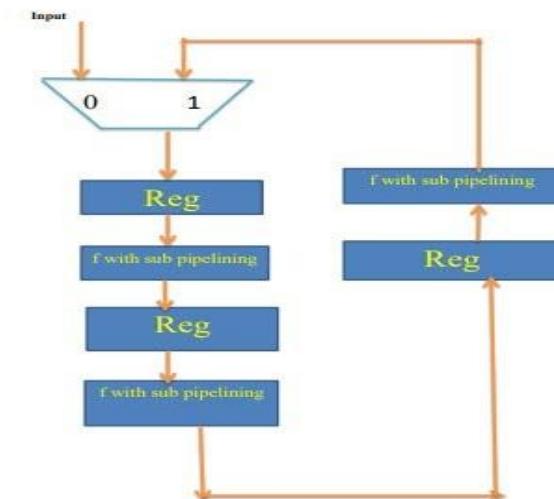 Input
0 1
Reg
f with sub pipelining
Reg
f with sub pipelining
f with sub pipelining
Reg